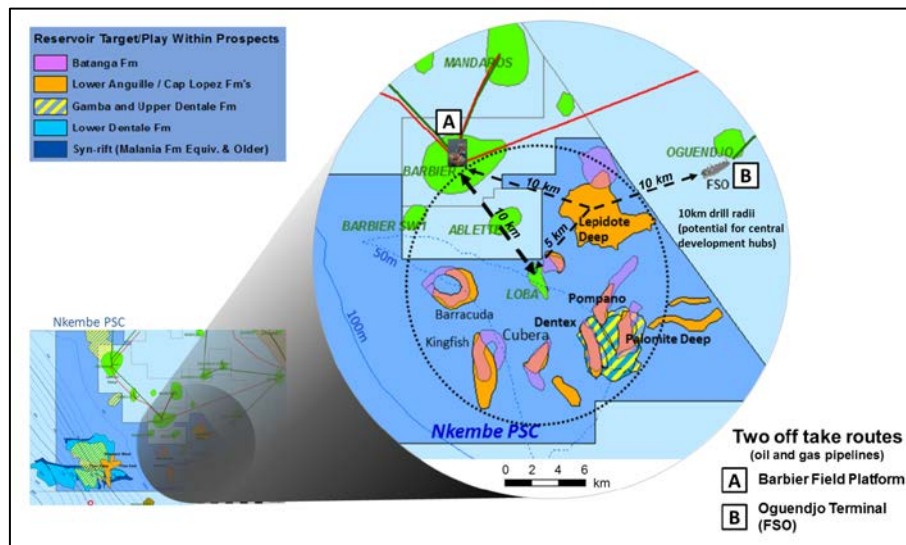 Reservoir Target/Play Within Prospects
Batanga Fm
Lower Anguille / Cap Lopez Fm's
Gamba and Upper Dentale Fm
Lower Dentale Fm
Syn-rift (Malania Fm Equiv. & Older)
MANDAROS
A
BARBIER
OGUENDJO
B
FSO
10 km
10 km
10 km
5 km
Lepidote
Deep
10km drill radii
(potential for central
development hubs)
BARBIER SW1
ABLETTE
50m
100m
LOBA
Barracuda
Pompano
Dentex
Cubera
Kingfish
Palomite Deep
Nkembe PSC
Nkembe PSC
0 2 4 6
km
Two off take routes
(oil and gas pipelines)
A Barbier Field Platform
B Oguendjo Terminal
(FSO)